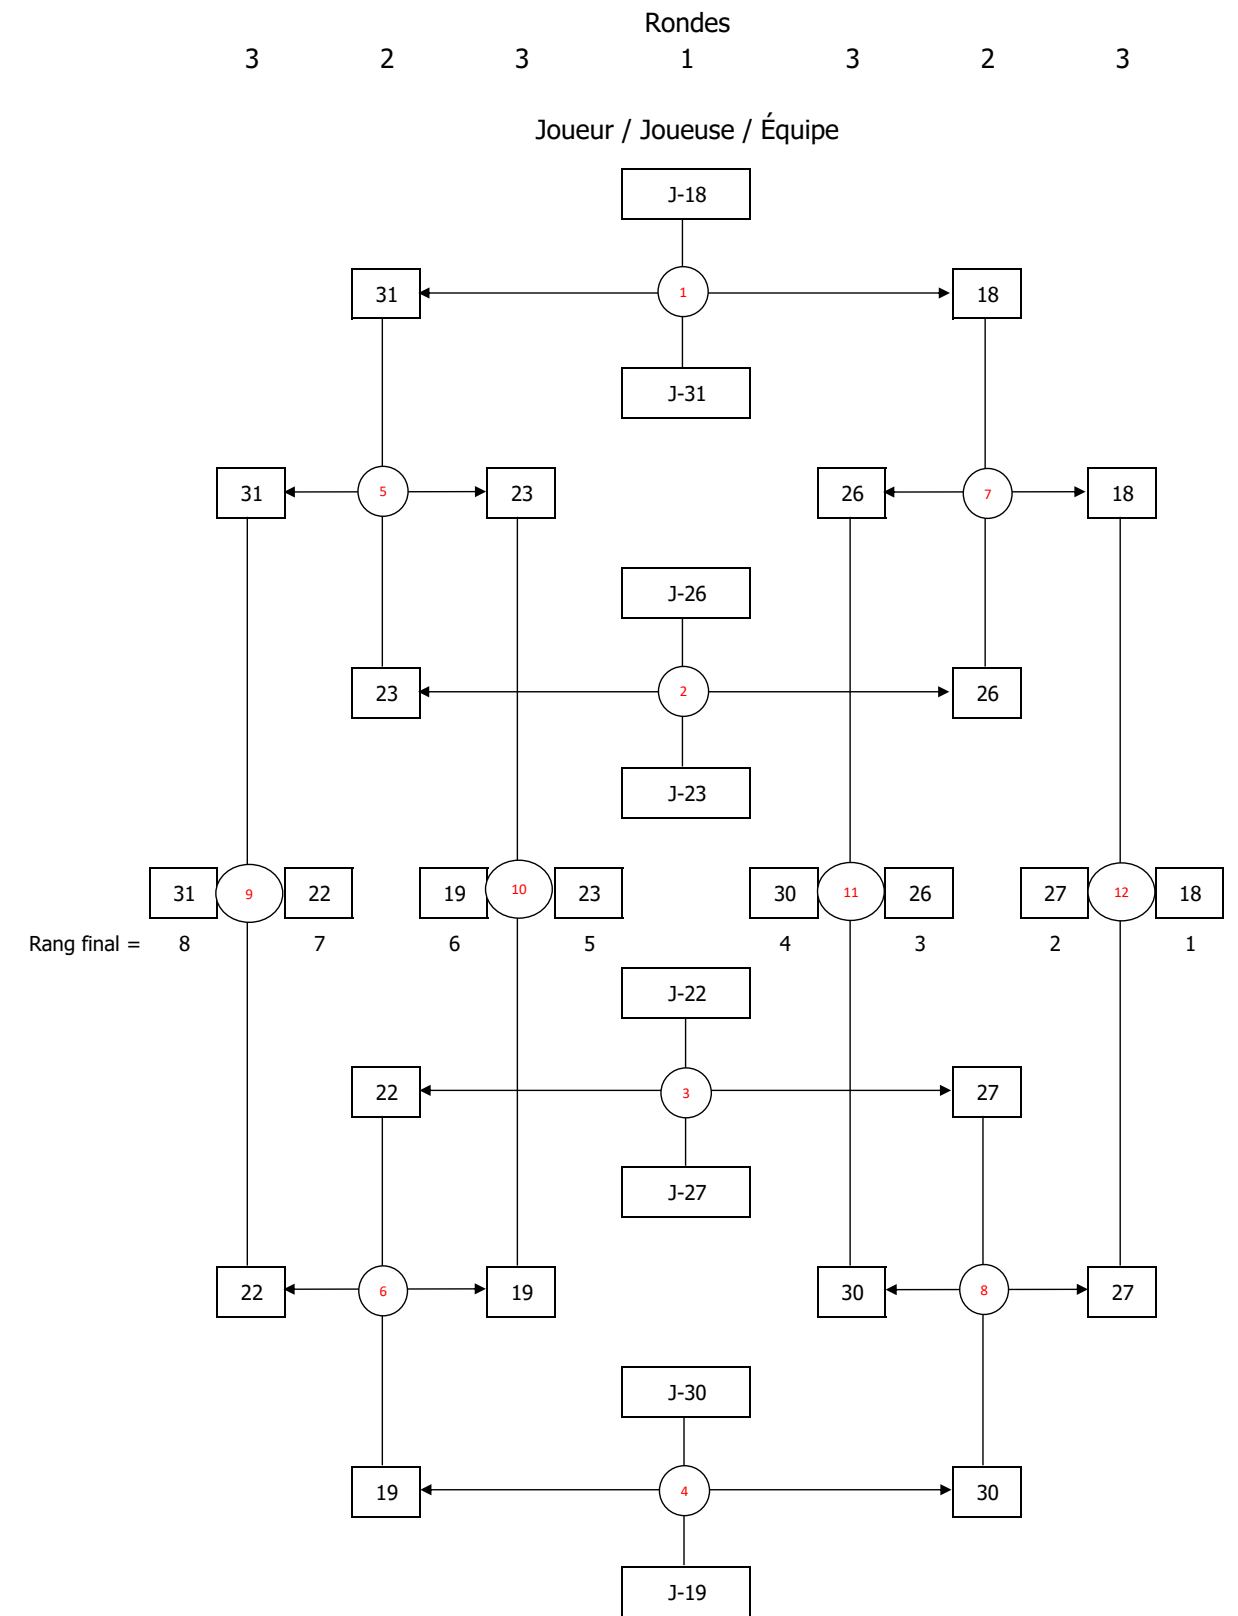 Rondes
3 2 3 1 3 2 3
Joueur / Joueuse / Équipe
J-18
31 1 18
J-31
31 5 23 26 7 18
J-26
23 2 26
J-23
31 9 22 19 10 23 30 11 26 27 12 18
Rang final = 8 7 6 5 4 3 2 1
J-22
22 3 27
J-27
22 6 19 30 8 27
J-30
19 4 30
J-19